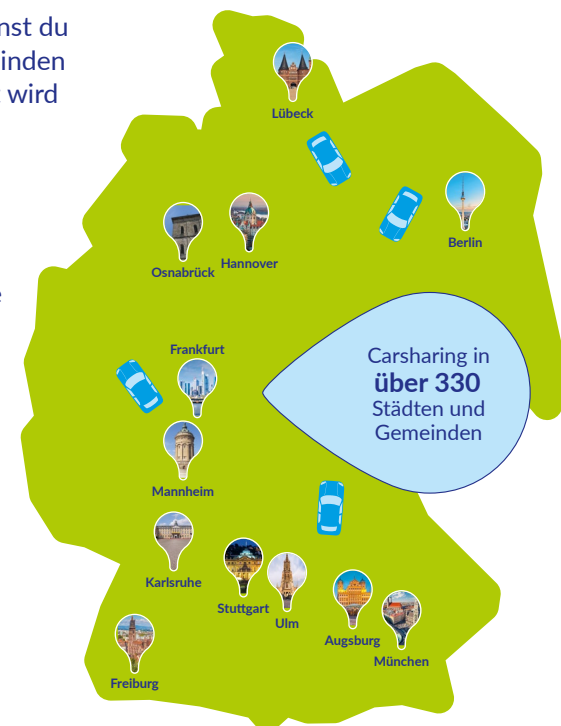 nst du
inden
t wird
e
Lübeck
Berlin
Hannover
Osnabrück
Frankfurt
Carsharing in
über 330
Städten und
Gemeinden
Mannheim
Karlsruhe
Stuttgart
Ulm
Augsburg
München
Freiburg